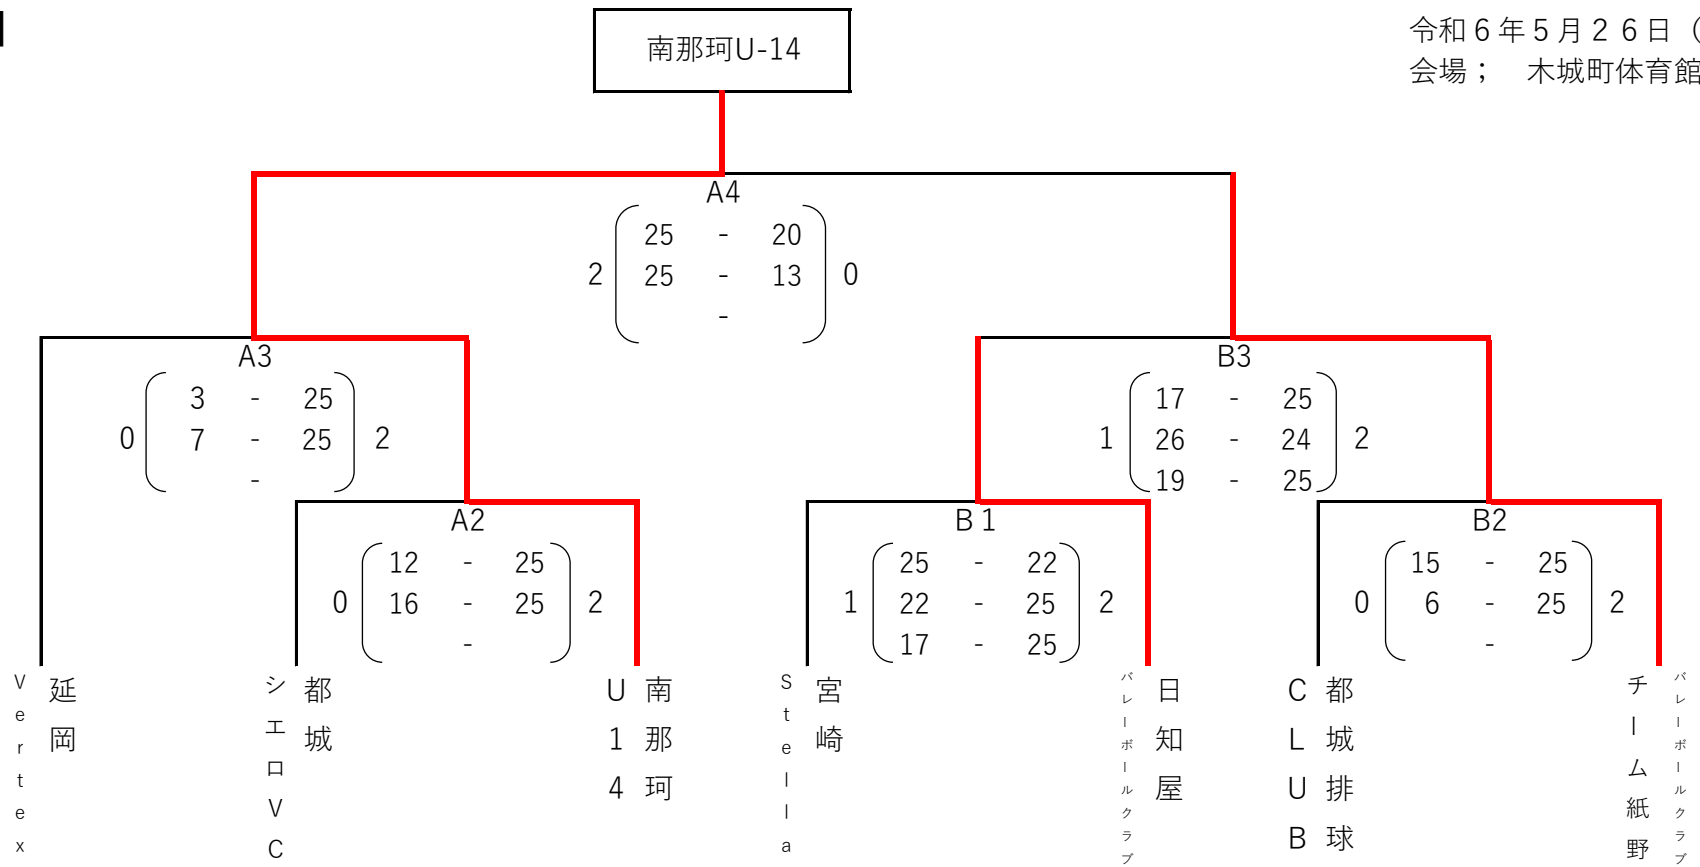 南那珂U-14
令和６年５月２６日（
会場；　木城町体育館
A4
25 - 20
2 25 - 13 0
-
A3
3 - 25
0 7 - 25 2
-
B3
17 - 25
1 26 - 24 2
19 - 25
A2
12 - 25
0 16 - 25 2
-
B１
25 - 22
1 22 - 25 2
17 - 25
B2
15 - 25
0 6 - 25 2
-
延岡
Vertex
都城
シエロVC
南那珂
U14
宮崎
Stella
日知屋
バレーボールクラブ
都城排球
CLUB
チーム紙野
バレーボールクラブ